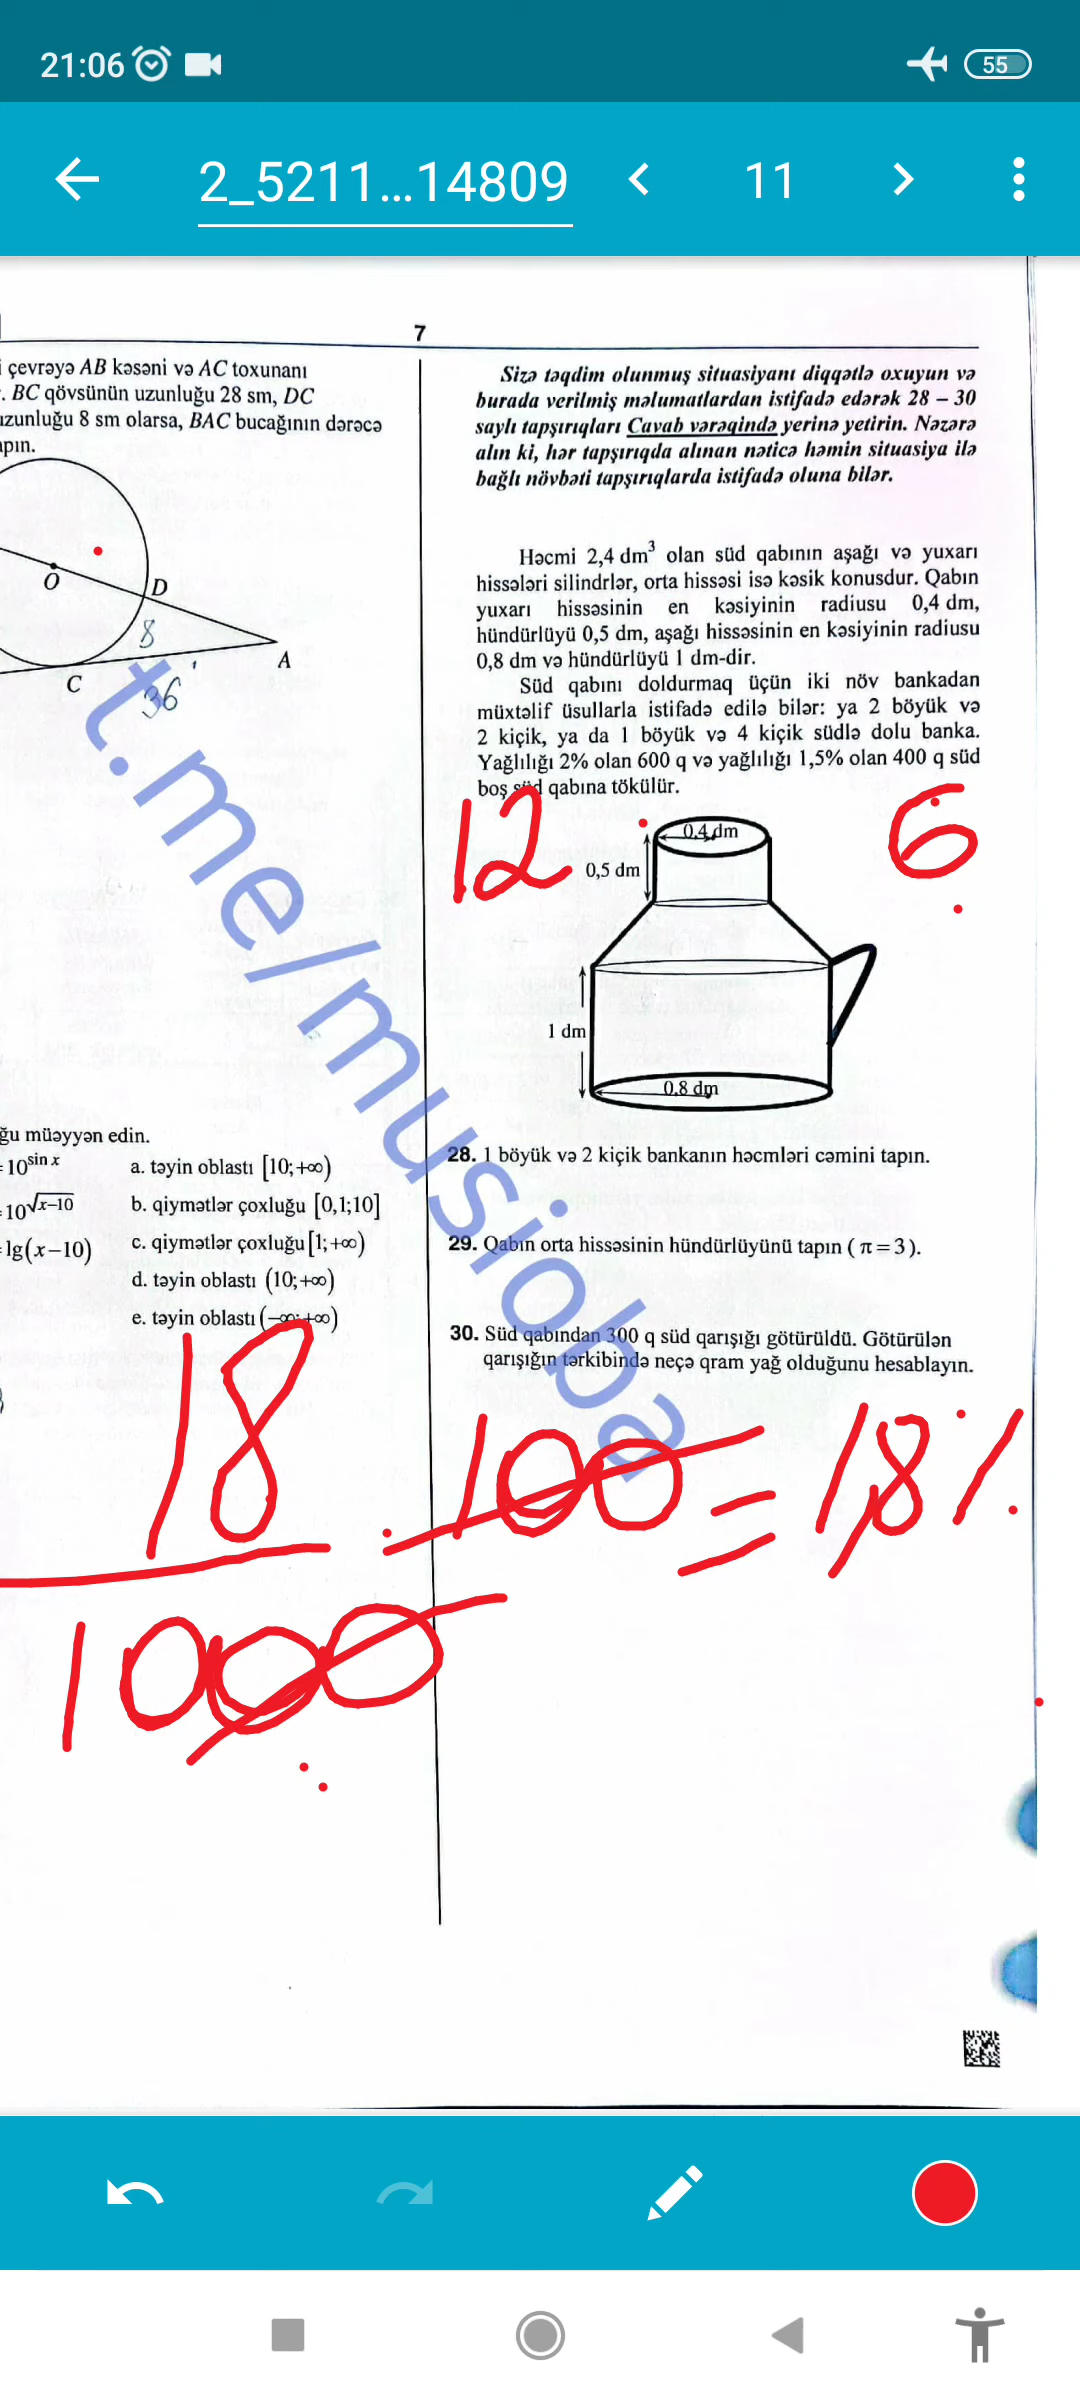 21:06
55
2_5211...14809
11
7
çevrəyə AB kəsəni və AC toxunanı
. BC qövsünün uzunluğu 28 sm, DC
uzunluğu 8 sm olarsa, BAC bucağının dərəcə
apın.
O
D
8
A
C
36
ğu müəyyən edin.
=10^sin x
a. təyin oblastı [10;+∞)
=10^√x−10
b. qiymətlər çoxluğu [0,1;10]
=lg(x−10)
c. qiymətlər çoxluğu [1;+∞)
d. təyin oblastı (10;+∞)
e. təyin oblastı (−∞;+∞)
Sizə təqdim olunmuş situasiyanı diqqətlə oxuyun və
burada verilmiş məlumatlardan istifadə edərək 28 – 30
saylı tapşırıqları Cavab vərəqində yerinə yetirin. Nəzərə
alın ki, hər tapşırıqda alınan nəticə həmin situasiya ilə
bağlı növbəti tapşırıqlarda istifadə oluna bilər.
Həcmi 2,4 dm³ olan süd qabının aşağı və yuxarı
hissələri silindrlər, orta hissəsi isə kəsik konusdur. Qabın
yuxarı hissəsinin en kəsiyinin radiusu 0,4 dm,
hündürlüyü 0,5 dm, aşağı hissəsinin en kəsiyinin radiusu
0,8 dm və hündürlüyü 1 dm-dir.
Süd qabını doldurmaq üçün iki növ bankadan
müxtəlif üsullarla istifadə edilə bilər: ya 2 böyük və
2 kiçik, ya da 1 böyük və 4 kiçik südlə dolu banka.
Yağlılığı 2% olan 600 q və yağlılığı 1,5% olan 400 q süd
boş süd qabına tökülür.
12
6
0,4 dm
0,5 dm
1 dm
0,8 dm
28. 1 böyük və 2 kiçik bankanın həcmləri cəmini tapın.
29. Qabın orta hissəsinin hündürlüyünü tapın (π=3).
30. Süd qabından 300 q süd qarışığı götürüldü. Götürülən
qarışığın tərkibində neçə qram yağ olduğunu hesablayın.
18 · 100 = 1,8%
1000
t.me/musioba